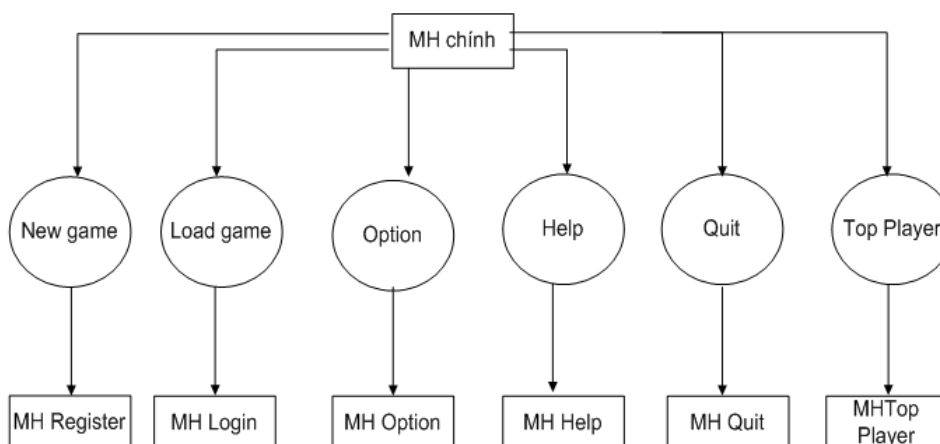 MH chính
New game
Load game
Option
Help
Quit
Top Player
MH Register
MH Login
MH Option
MH Help
MH Quit
MHTop
Player